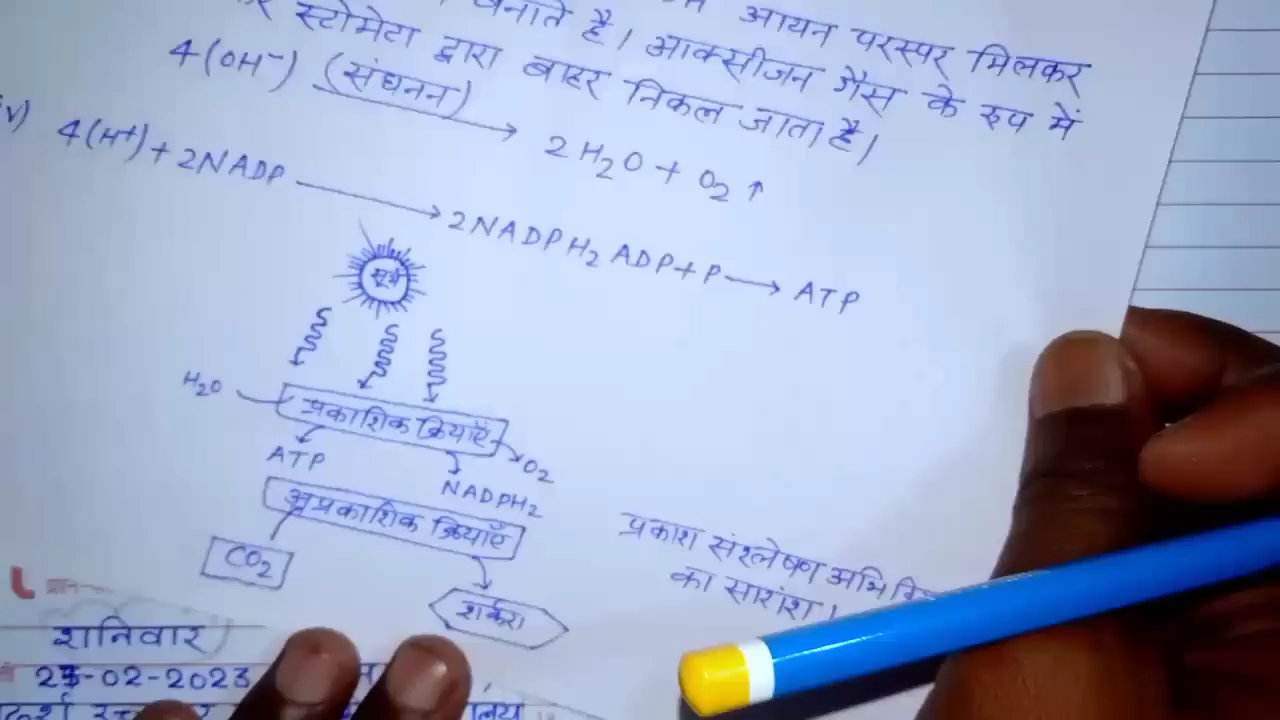 बनाते है। आयन परस्पर मिलकर
स्टोमेटा द्वारा बाहर निकल जाता है। आक्सीजन गैस के रूप में
4(OH⁻) (संघनन) → 2H₂O + O₂ ↑
iv) 4(H⁺) + 2NADP → 2NADPH₂ ADP + P → ATP
सूर्य
H₂O
प्रकाशिक क्रियाएँ
ATP
O₂
NADPH₂
अप्रकाशिक क्रियाएँ
CO₂
शर्करा
प्रकाश संश्लेषण
का सारांश।
शनिवार
-02-2023